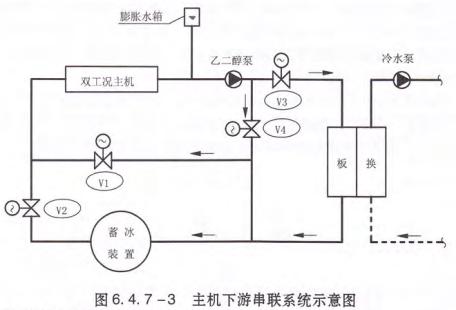 膨胀水箱
乙二醇泵
冷水泵
双工况主机
V3
V4
V1
V2
板 换
蓄冰
装置
图6.4.7-3 主机下游串联系统示意图